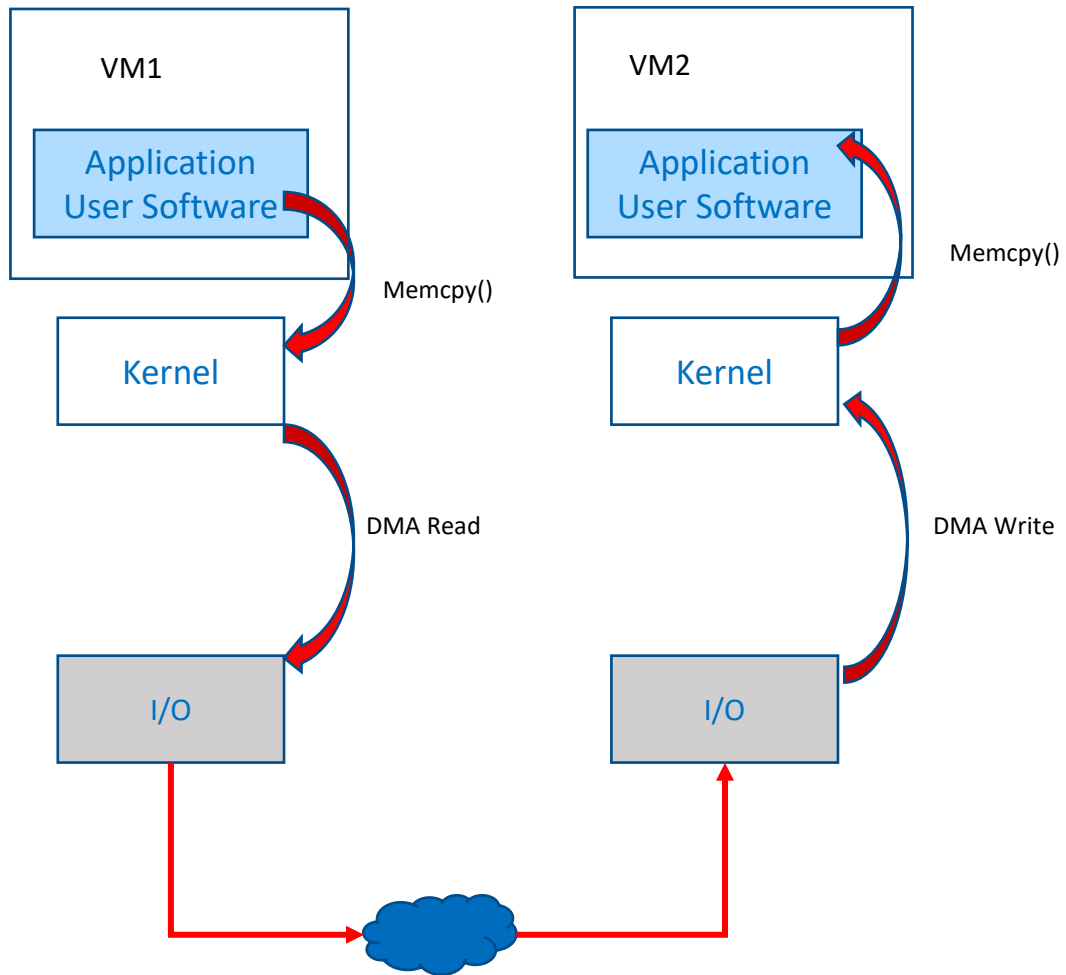 VM1
VM2
Application
User Software
Application
User Software
Memcpy()
Memcpy()
Kernel
Kernel
DMA Read
DMA Write
I/O
I/O